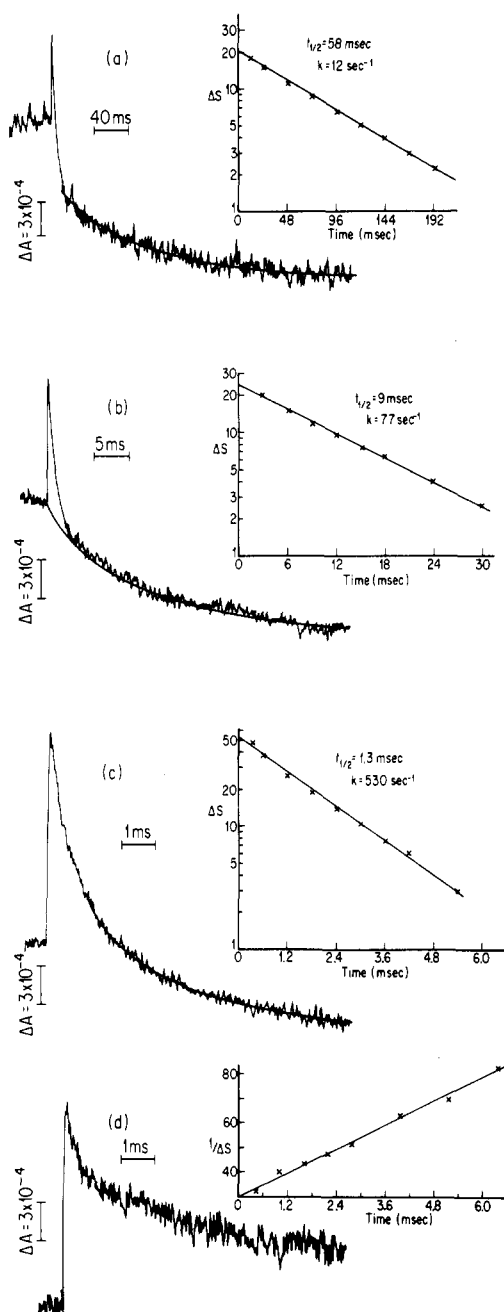 (a)
40ms
ΔA = 3x10⁻⁴
30
20
10
5
3
2
1
ΔS
t1/2=58 msec
k=12 sec⁻¹
0 48 96 144 192
Time (msec)
(b)
5ms
ΔA = 3x10⁻⁴
30
20
10
5
3
2
1
ΔS
t1/2=9 msec
k=77 sec⁻¹
0 6 12 18 24 30
Time (msec)
(c)
1ms
ΔA = 3x10⁻⁴
50
20
10
5
1
ΔS
t1/2=1.3 msec
k=530 sec⁻¹
0 1.2 2.4 3.6 4.8 6.0
Time (msec)
(d)
1ms
ΔA = 3x10⁻⁴
80
60
40
1/ΔS
0 1.2 2.4 3.6 4.8 6.0
Time (msec)